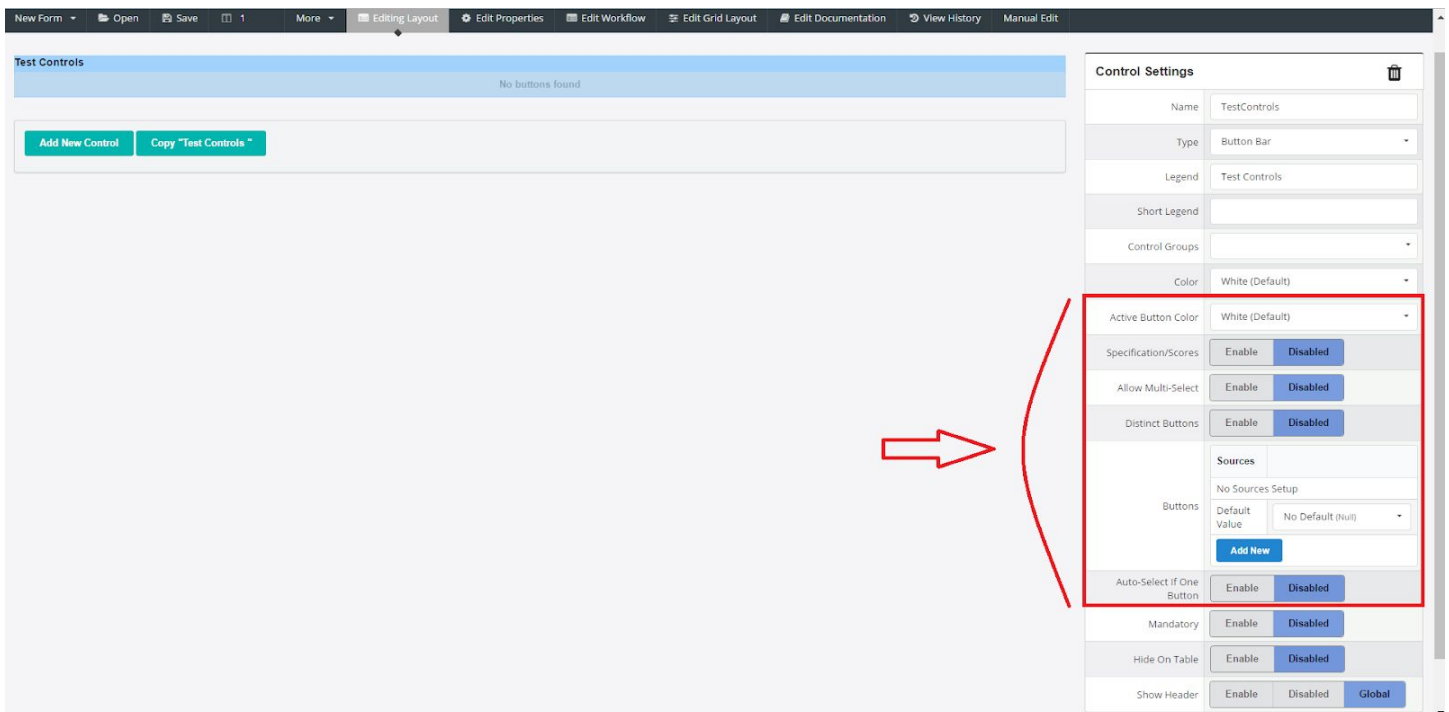 New Form Open Save 1 More Editing Layout Edit Properties Edit Workflow Edit Grid Layout Edit Documentation View History Manual Edit
Test Controls
No buttons found
Add New Control Copy "Test Controls "
Control Settings
Name TestControls
Type Button Bar
Legend Test Controls
Short Legend
Control Groups
Color White (Default)
Active Button Color White (Default)
Specification/Scores Enable Disabled
Allow Multi-Select Enable Disabled
Distinct Buttons Enable Disabled
Buttons
Sources
No Sources Setup
Default
Value
No Default (Null)
Add New
Auto-Select If One
Button
Enable Disabled
Mandatory Enable Disabled
Hide On Table Enable Disabled
Show Header Enable Disabled Global